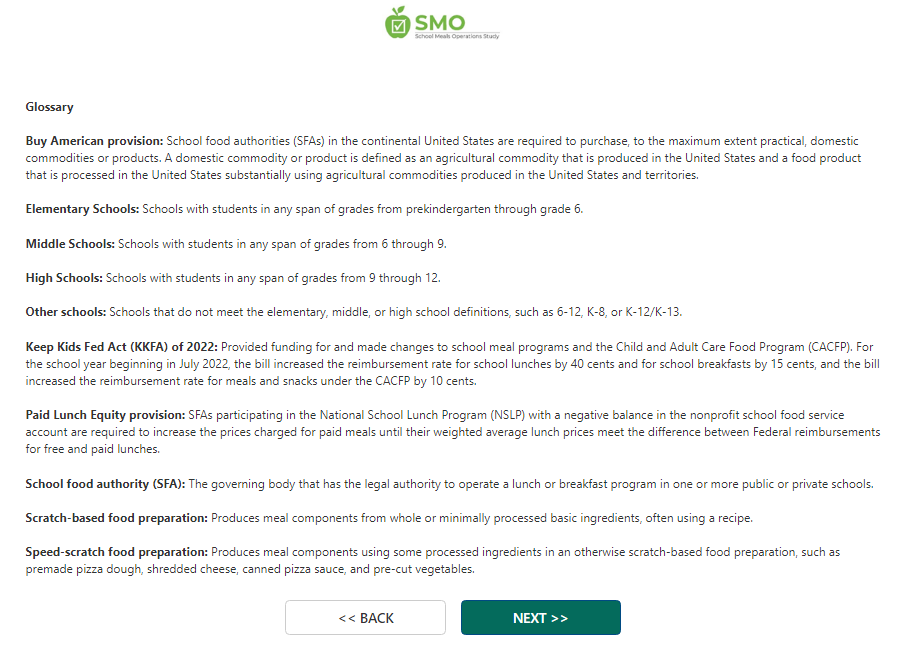 SMO
School Meals Operations Study
Glossary
Buy American provision: School food authorities (SFAs) in the continental United States are required to purchase, to the maximum extent practical, domestic
commodities or products. A domestic commodity or product is defined as an agricultural commodity that is produced in the United States and a food product
that is processed in the United States substantially using agricultural commodities produced in the United States and territories.
Elementary Schools: Schools with students in any span of grades from prekindergarten through grade 6.
Middle Schools: Schools with students in any span of grades from 6 through 9.
High Schools: Schools with students in any span of grades from 9 through 12.
Other schools: Schools that do not meet the elementary, middle, or high school definitions, such as 6-12, K-8, or K-12/K-13.
Keep Kids Fed Act (KKFA) of 2022: Provided funding for and made changes to school meal programs and the Child and Adult Care Food Program (CACFP). For
the school year beginning in July 2022, the bill increased the reimbursement rate for school lunches by 40 cents and for school breakfasts by 15 cents, and the bill
increased the reimbursement rate for meals and snacks under the CACFP by 10 cents.
Paid Lunch Equity provision: SFAs participating in the National School Lunch Program (NSLP) with a negative balance in the nonprofit school food service
account are required to increase the prices charged for paid meals until their weighted average lunch prices meet the difference between Federal reimbursements
for free and paid lunches.
School food authority (SFA): The governing body that has the legal authority to operate a lunch or breakfast program in one or more public or private schools.
Scratch-based food preparation: Produces meal components from whole or minimally processed basic ingredients, often using a recipe.
Speed-scratch food preparation: Produces meal components using some processed ingredients in an otherwise scratch-based food preparation, such as
premade pizza dough, shredded cheese, canned pizza sauce, and pre-cut vegetables.
<< BACK
NEXT >>